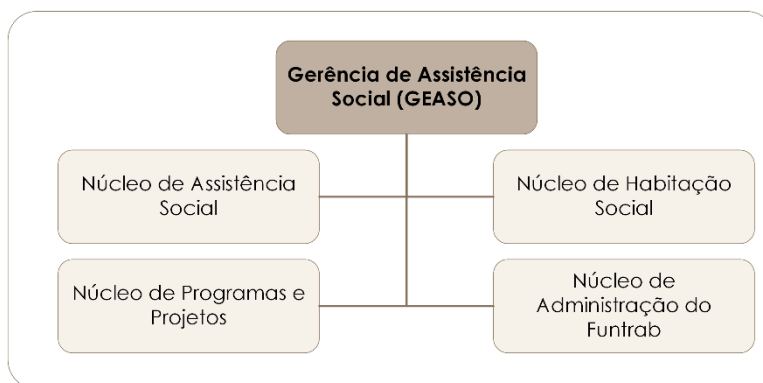 Gerência de Assistência
Social (GEASO)
Núcleo de Assistência
Social
Núcleo de Habitação
Social
Núcleo de Programas e
Projetos
Núcleo de
Administração do
Funtrab